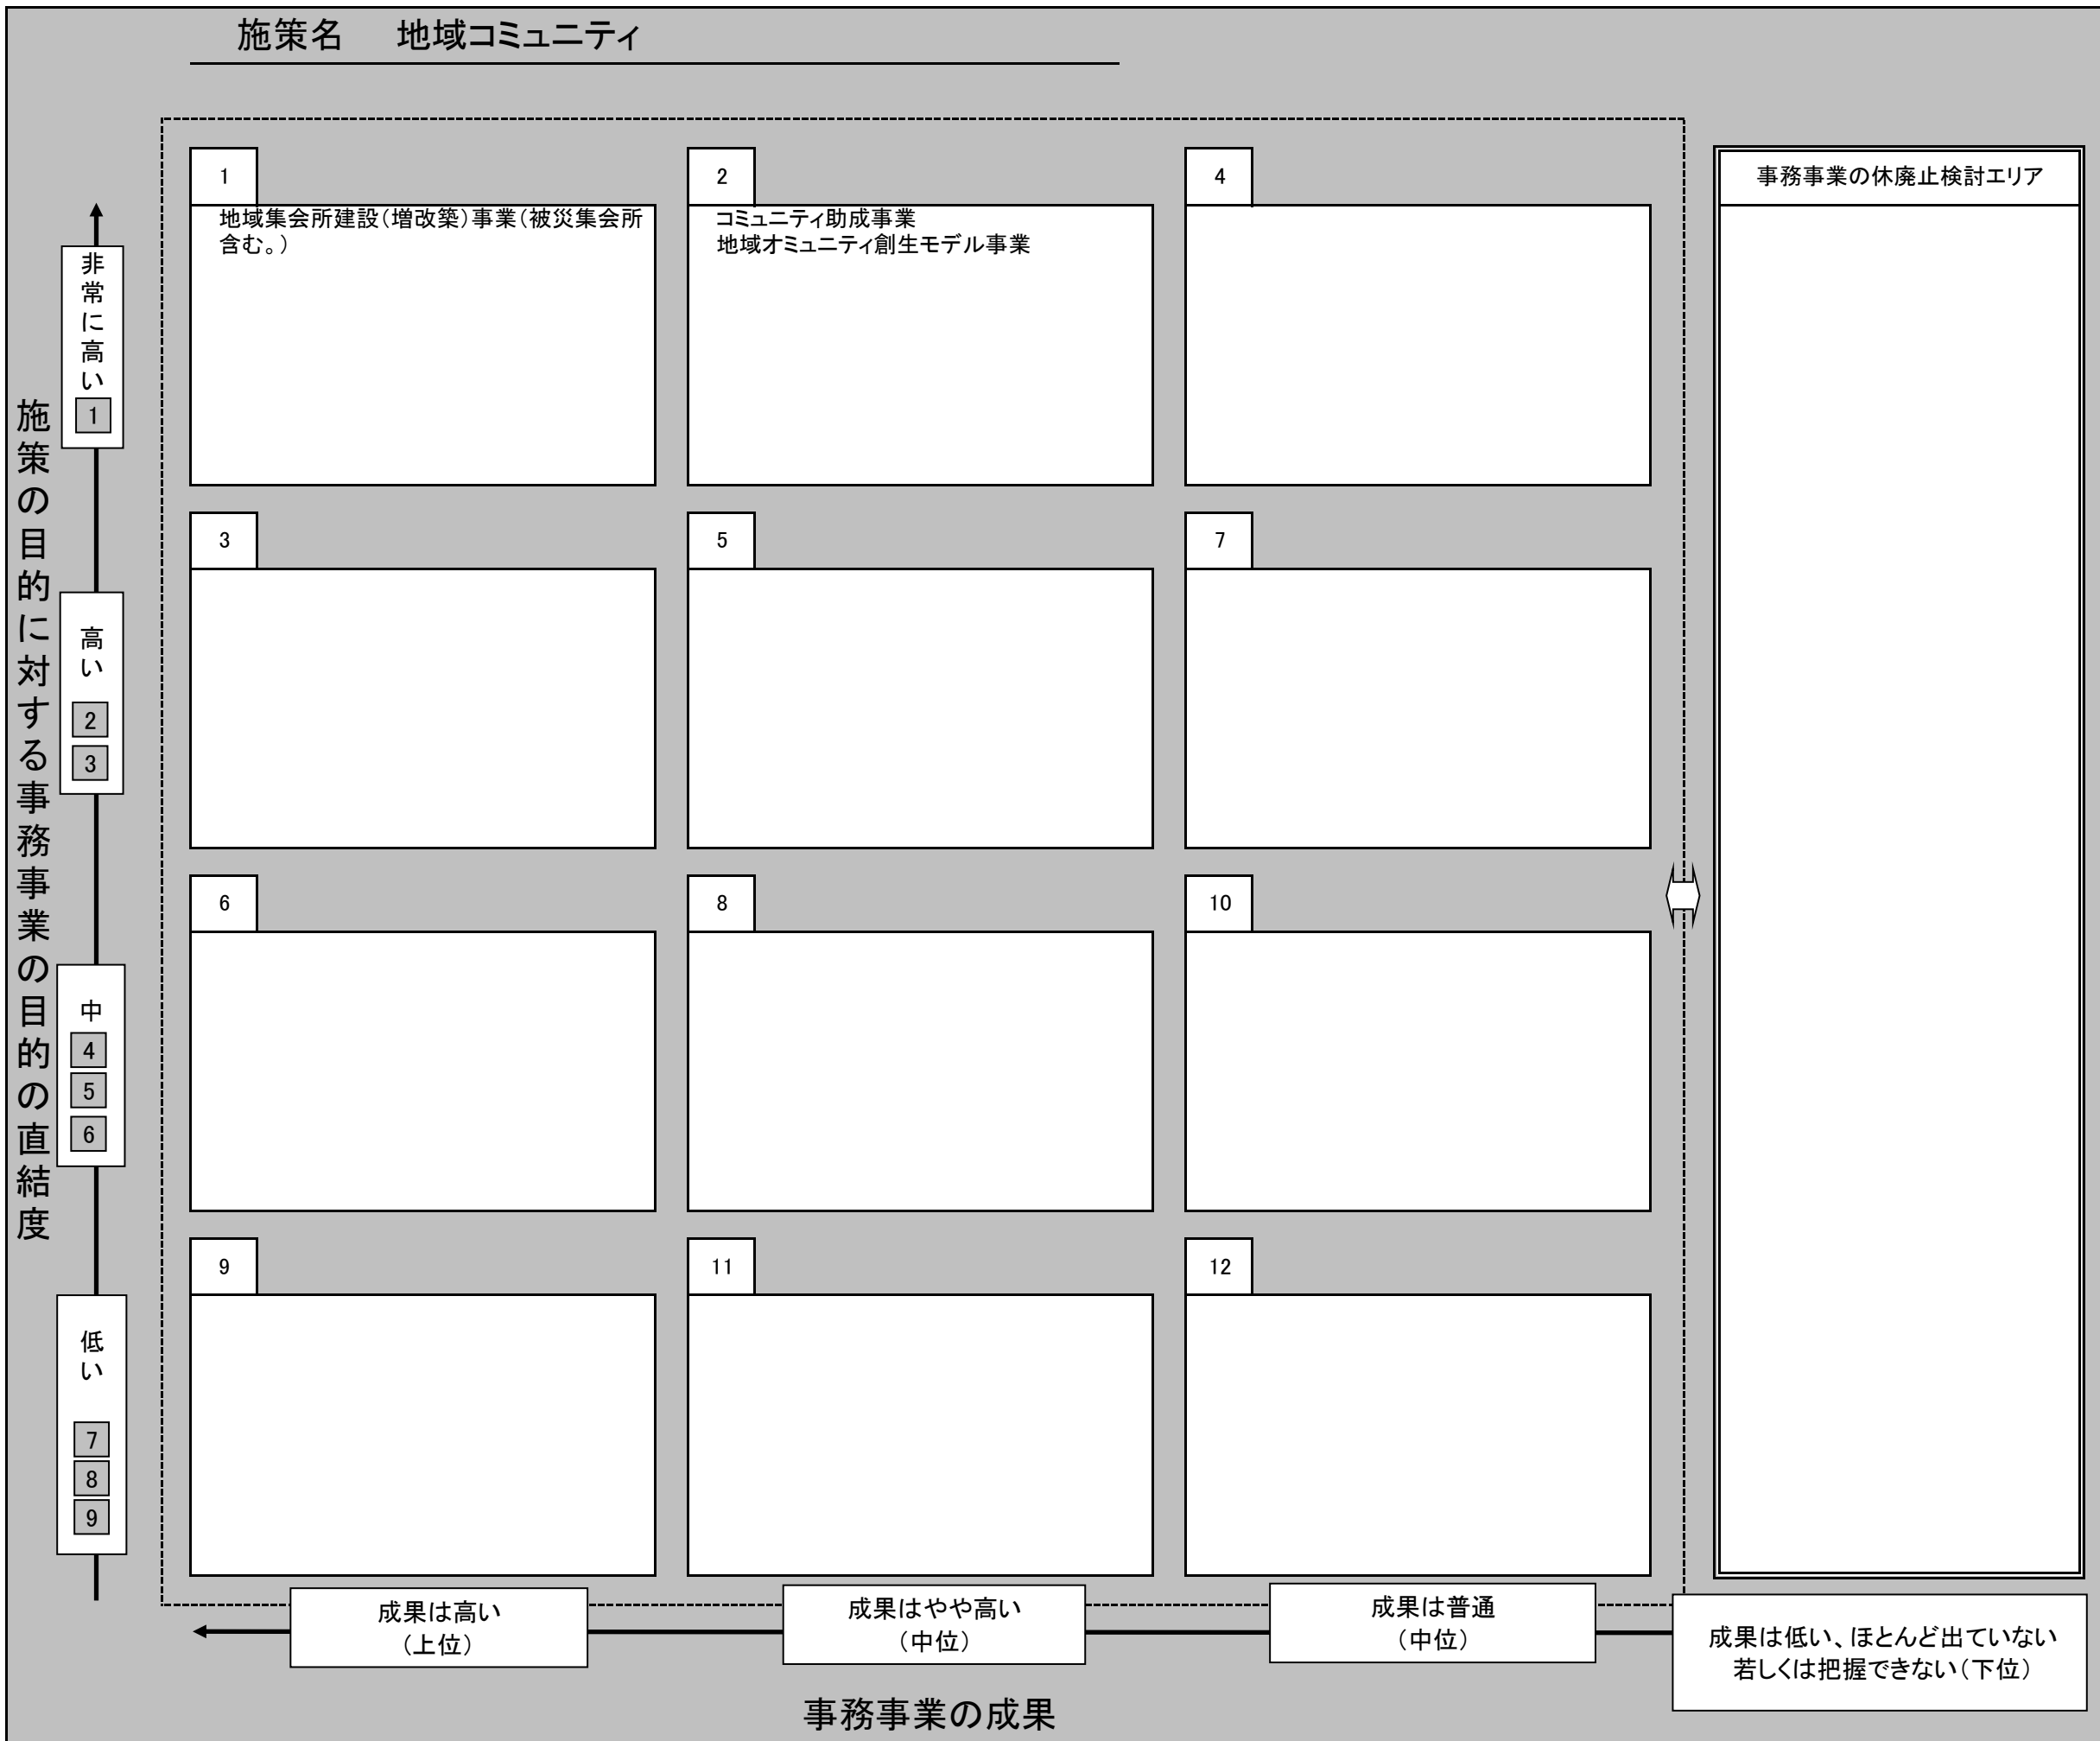 施策名　地域コミュニティ
1
地域集会所建設（増改築）事業（被災集会所
含む。）
2
コミュニティ助成事業
地域オミュニティ創生モデル事業
4
事務事業の休廃止検討エリア
施策の目的に対する事務事業の目的の直結度
非常に高い
1
3
5
7
高い
2
3
6
8
10
中
4
5
6
9
11
12
低い
7
8
9
成果は高い
（上位）
成果はやや高い
（中位）
成果は普通
（中位）
成果は低い、ほとんど出ていない
若しくは把握できない（下位）
事務事業の成果